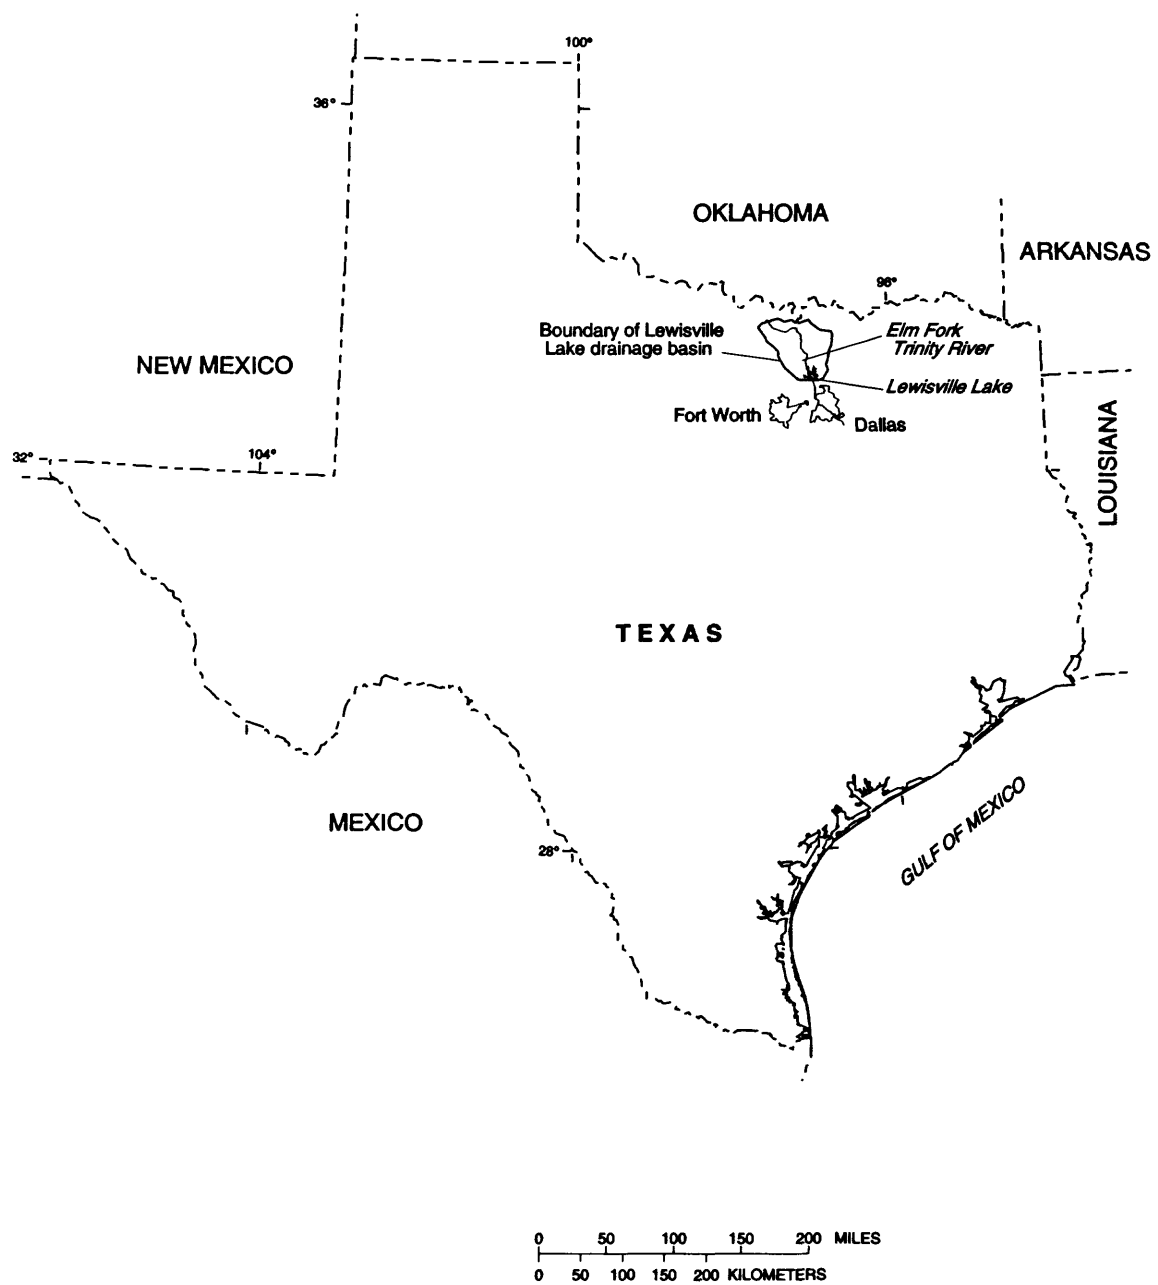 100°
36°
OKLAHOMA
ARKANSAS
96°
Boundary of Lewisville
Lake drainage basin
Elm Fork
Trinity River
NEW MEXICO
Lewisville Lake
Fort Worth
Dallas
LOUISIANA
32°
104°
TEXAS
MEXICO
28°
GULF OF MEXICO
0 50 100 150 200 MILES
0 50 100 150 200 KILOMETERS